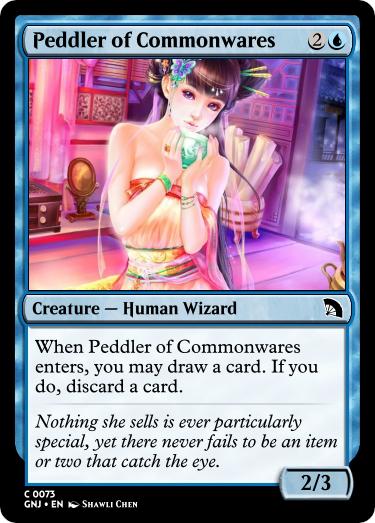 Peddler of Commonwares 2
Creature — Human Wizard
When Peddler of Commonwares
enters, you may draw a card. If you
do, discard a card.
Nothing she sells is ever particularly
special, yet there never fails to be an item
or two that catch the eye.
2/3
C 0073
GNJ • EN Shawli Chen